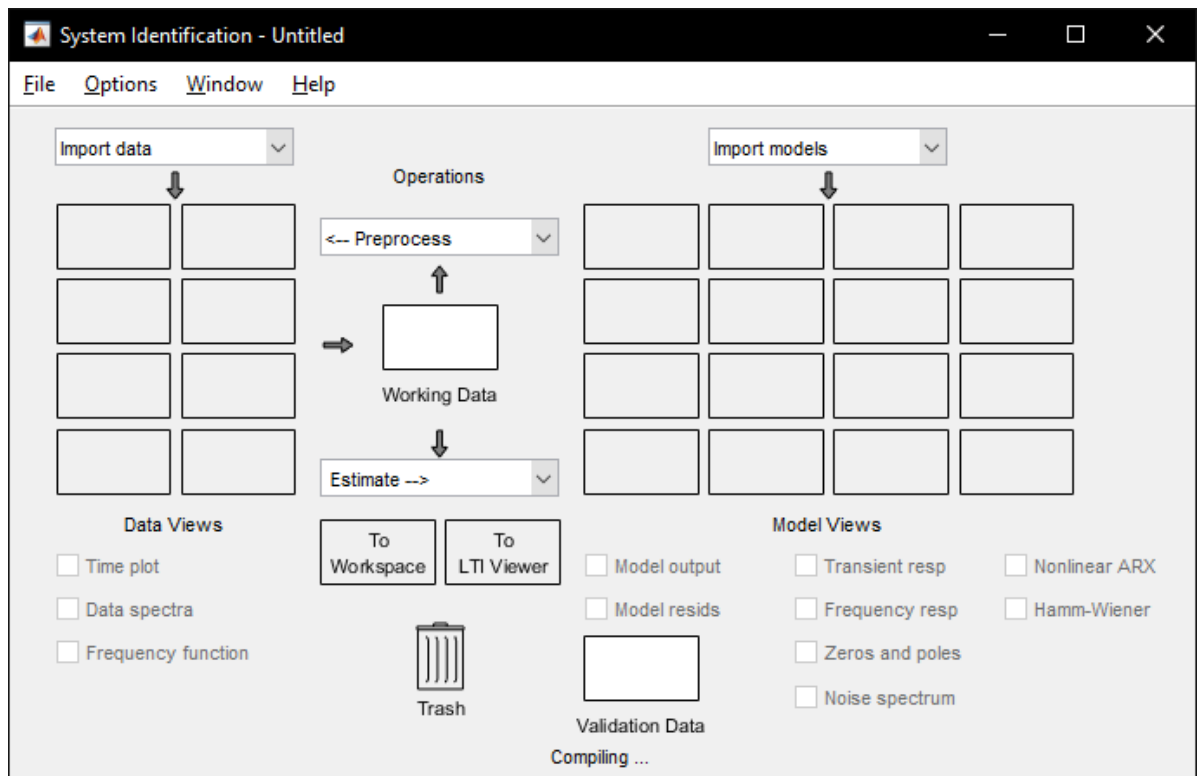 System Identification - Untitled
File Options Window Help
Import data
Import models
Operations
<-- Preprocess
Working Data
Estimate -->
Data Views
Time plot
Data spectra
Frequency function
To
Workspace
To
LTI Viewer
Trash
Model Views
Model output
Transient resp
Nonlinear ARX
Model resids
Frequency resp
Hamm-Wiener
Zeros and poles
Noise spectrum
Validation Data
Compiling ...